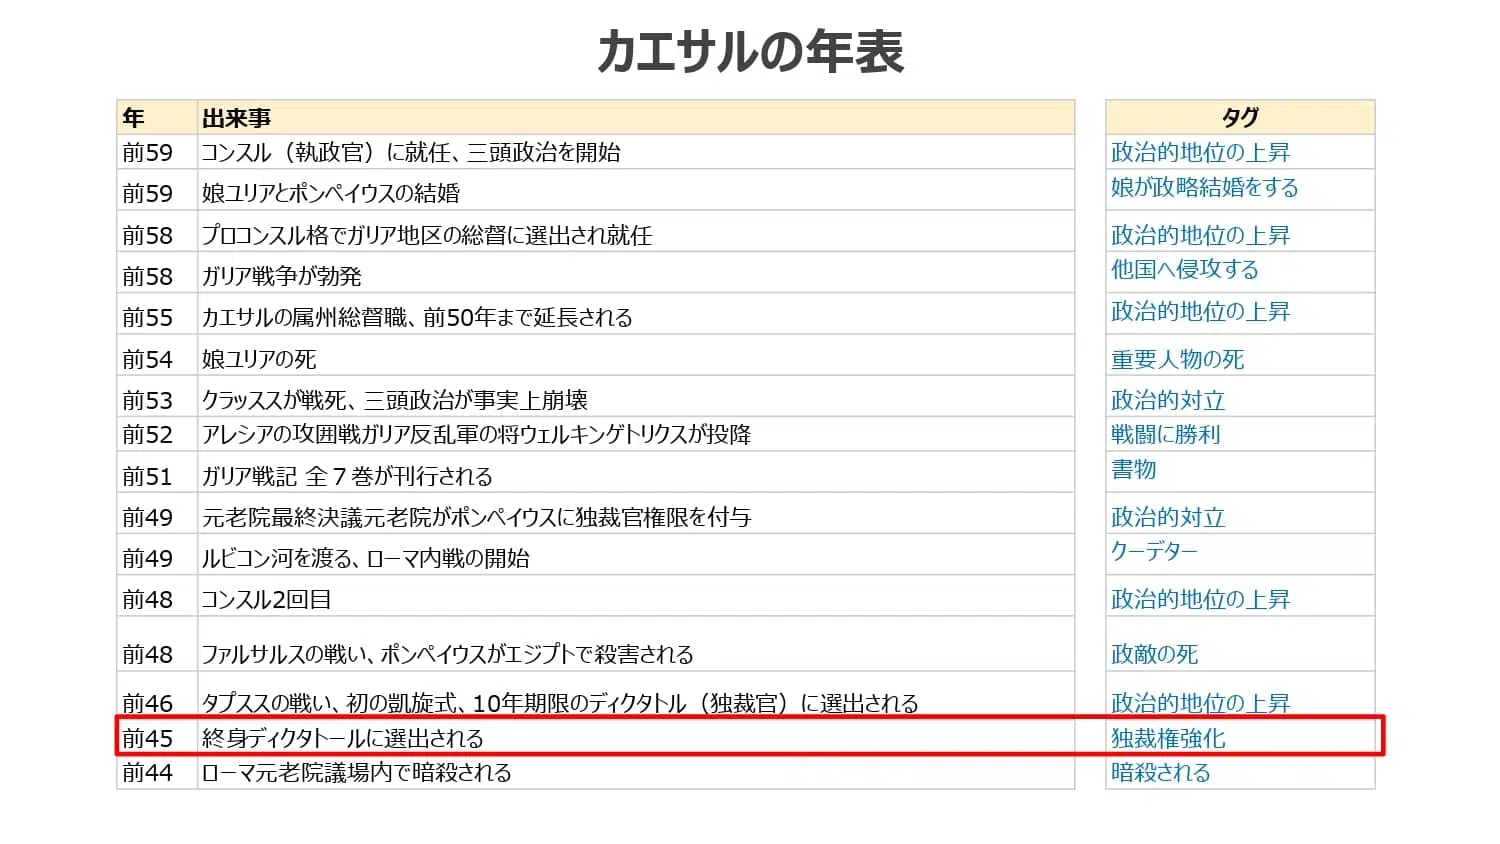 カエサルの年表
年 出来事 タグ
前59 コンスル（執政官）に就任、三頭政治を開始 政治的地位の上昇
前59 娘ユリアとポンペイウスの結婚 娘が政略結婚をする
前58 プロコンスル格でガリア地区の総督に選出され就任 政治的地位の上昇
前58 ガリア戦争が勃発 他国へ侵攻する
前55 カエサルの属州総督職、前50年まで延長される 政治的地位の上昇
前54 娘ユリアの死 重要人物の死
前53 クラッススが戦死、三頭政治が事実上崩壊 政治的対立
前52 アレシアの攻囲戦ガリア反乱軍の将ウェルキンゲトリクスが投降 戦闘に勝利
前51 ガリア戦記 全７巻が刊行される 書物
前49 元老院最終決議元老院がポンペイウスに独裁官権限を付与 政治的対立
前49 ルビコン河を渡る、ローマ内戦の開始 クーデター
前48 コンスル2回目 政治的地位の上昇
前48 ファルサルスの戦い、ポンペイウスがエジプトで殺害される 政敵の死
前46 タプススの戦い、初の凱旋式、10年期限のディクタトル（独裁官）に選出される 政治的地位の上昇
前45 終身ディクタトールに選出される 独裁権強化
前44 ローマ元老院議場内で暗殺される 暗殺される